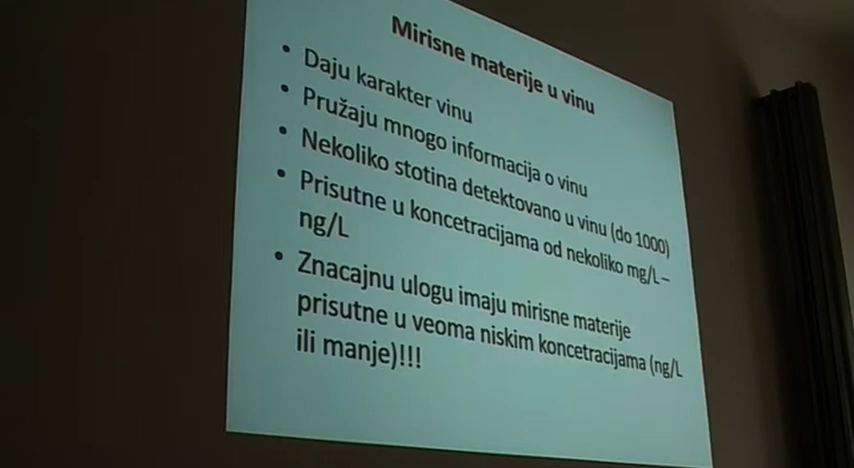 Mirisne materije u vinu
• Daju karakter vinu
• Pružaju mnogo informacija o vinu
• Nekoliko stotina detektovano u vinu (do 1000)
• Prisutne u koncetracijama od nekoliko mg/L –
ng/L
• Znacajnu ulogu imaju mirisne materije
prisutne u veoma niskim koncetracijama (ng/L
ili manje)!!!